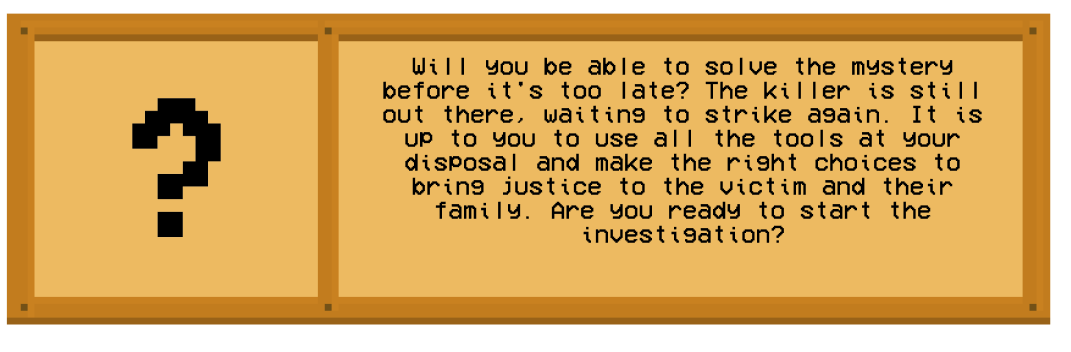 ?
Will you be able to solve the mystery
before it's too late? The killer is still
out there, waiting to strike again. It is
up to you to use all the tools at your
disposal and make the right choices to
bring justice to the victim and their
family. Are you ready to start the
investigation?